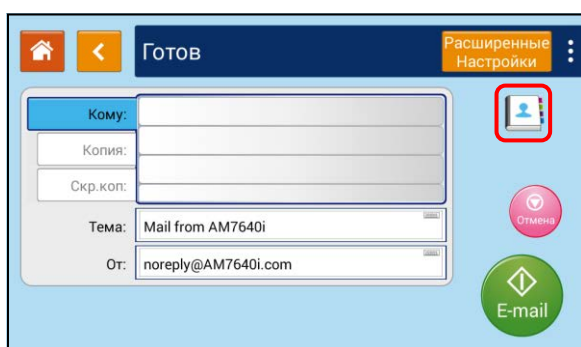 Готов
Расширенные
Настройки
Кому:
Копия:
Скр.коп:
Тема:
Mail from AM7640i
От:
noreply@AM7640i.com
Отмена
E-mail